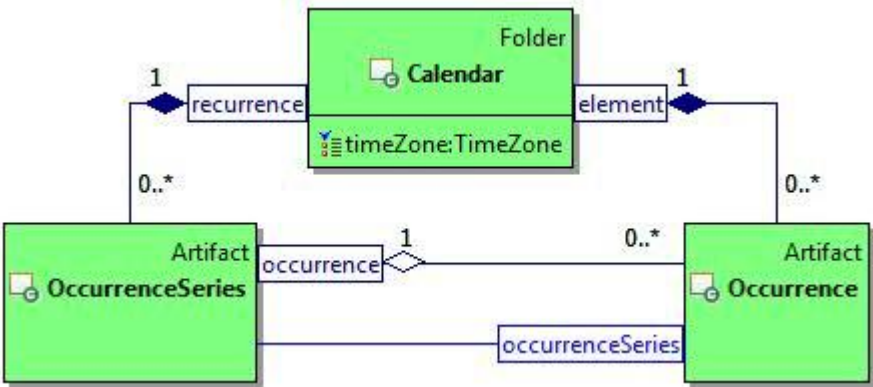 Folder
Calendar
1
recurrence
element
1
timeZone:TimeZone
0..*
0..*
Artifact
OccurrenceSeries
occurrence
1
0..*
Artifact
Occurrence
occurrenceSeries